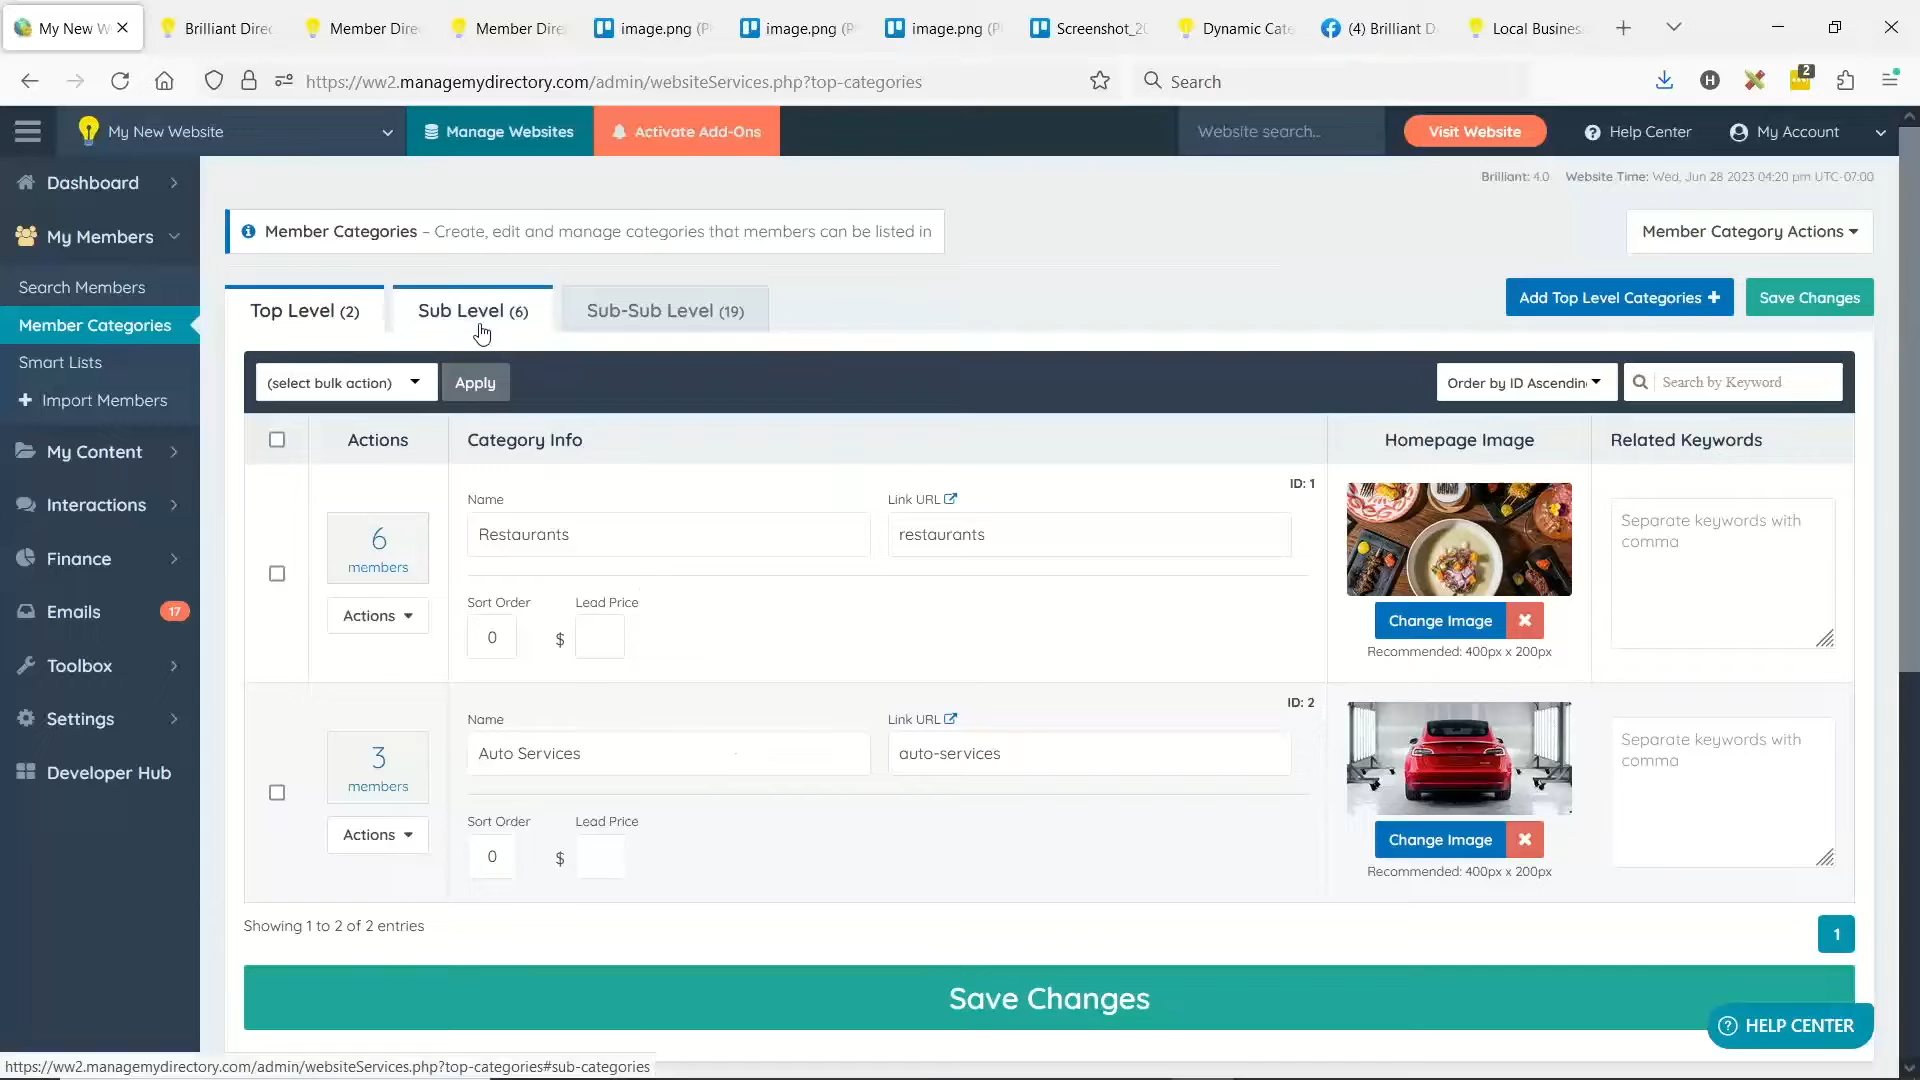 My New W
Brilliant Direc
Member Dire
Member Dire
image.png (P
image.png (P
image.png (P
Screenshot_20
Dynamic Cate
(4) Brilliant D
Local Busines
https://ww2.managemydirectory.com/admin/websiteServices.php?top-categories
Search
H
2
My New Website
Manage Websites
Activate Add-Ons
Website search...
Visit Website
Help Center
My Account
Dashboard
My Members
Search Members
Member Categories
Smart Lists
Import Members
My Content
Interactions
Finance
Emails 17
Toolbox
Settings
Developer Hub
Brilliant: 4.0 Website Time: Wed, Jun 28 2023 04:20 pm UTC-07:00
Member Categories – Create, edit and manage categories that members can be listed in
Member Category Actions
Top Level (2)
Sub Level (6)
Sub-Sub Level (19)
Add Top Level Categories +
Save Changes
(select bulk action)
Apply
Order by ID Ascendin
Search by Keyword
Actions
Category Info
Homepage Image
Related Keywords
ID: 1
6
members
Actions
Name
Restaurants
Link URL
restaurants
Sort Order
0
Lead Price
$
Change Image
Recommended: 400px x 200px
Separate keywords with
comma
ID: 2
3
members
Actions
Name
Auto Services
Link URL
auto-services
Sort Order
0
Lead Price
$
Change Image
Recommended: 400px x 200px
Separate keywords with
comma
Showing 1 to 2 of 2 entries
1
Save Changes
HELP CENTER
https://ww2.managemydirectory.com/admin/websiteServices.php?top-categories#sub-categories